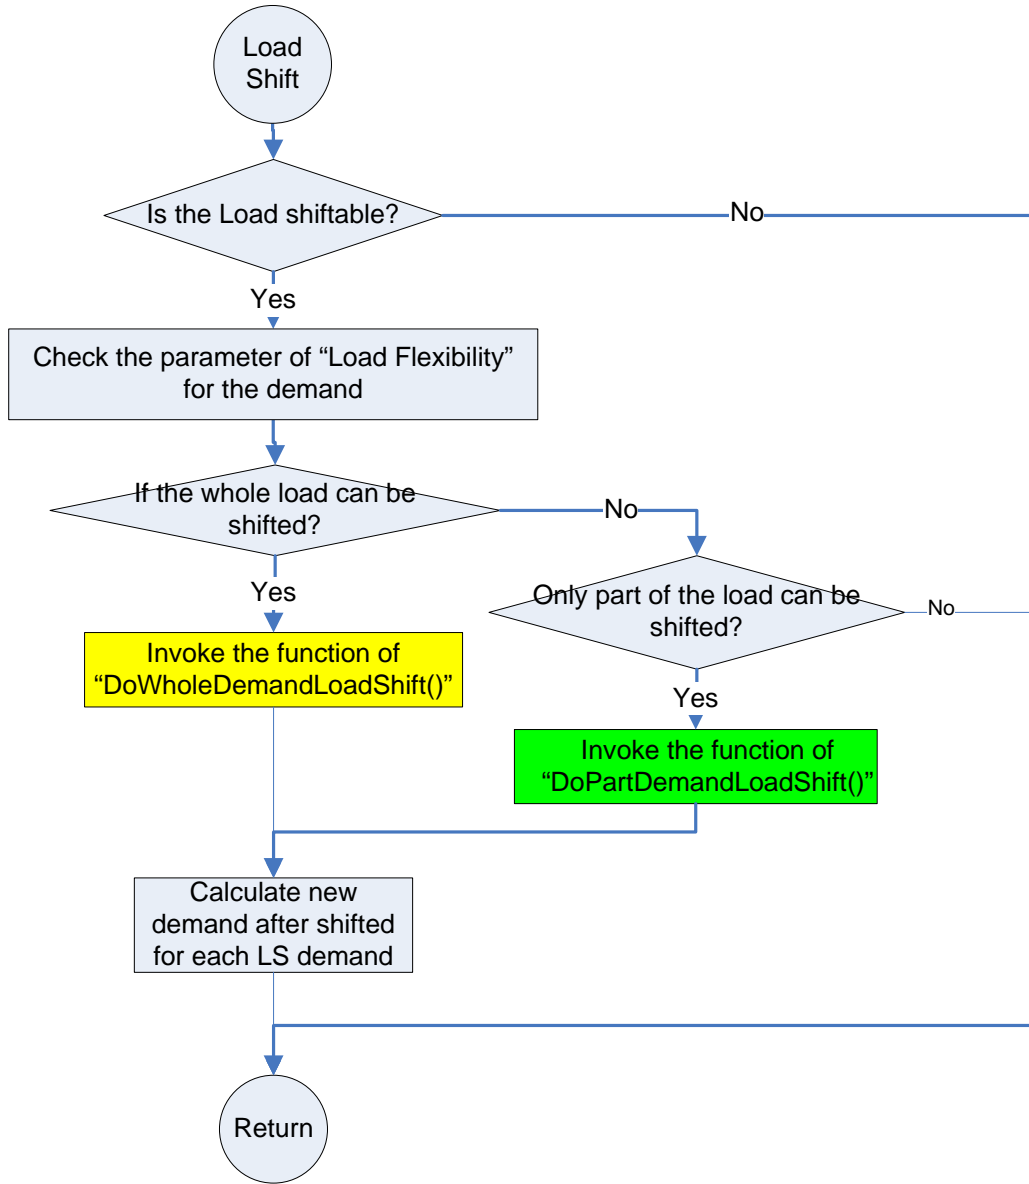 Load
Shift
Is the Load shiftable?
No
Yes
Check the parameter of “Load Flexibility”
for the demand
If the whole load can be
shifted?
No
Yes
Only part of the load can be
shifted?
No
Yes
Invoke the function of
“DoWholeDemandLoadShift()”
Invoke the function of
“DoPartDemandLoadShift()”
Calculate new
demand after shifted
for each LS demand
Return